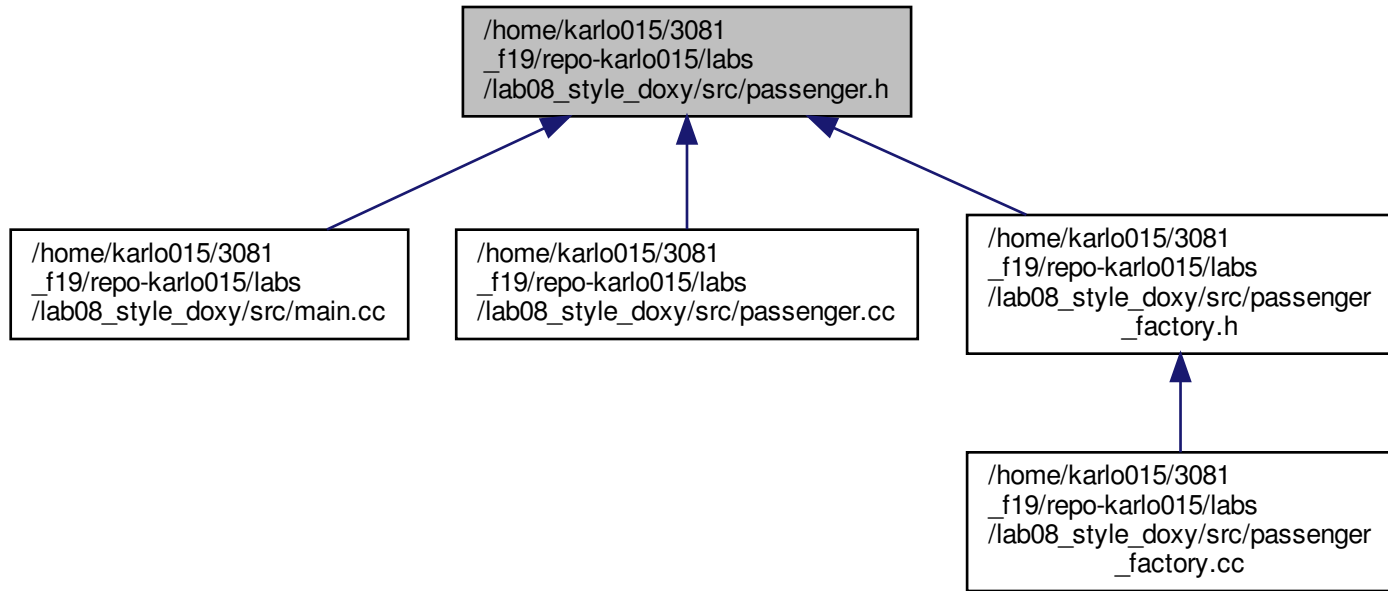 /home/karlo015/3081
_f19/repo-karlo015/labs
/lab08_style_doxy/src/passenger.h
/home/karlo015/3081
_f19/repo-karlo015/labs
/lab08_style_doxy/src/main.cc
/home/karlo015/3081
_f19/repo-karlo015/labs
/lab08_style_doxy/src/passenger.cc
/home/karlo015/3081
_f19/repo-karlo015/labs
/lab08_style_doxy/src/passenger
_factory.h
/home/karlo015/3081
_f19/repo-karlo015/labs
/lab08_style_doxy/src/passenger
_factory.cc